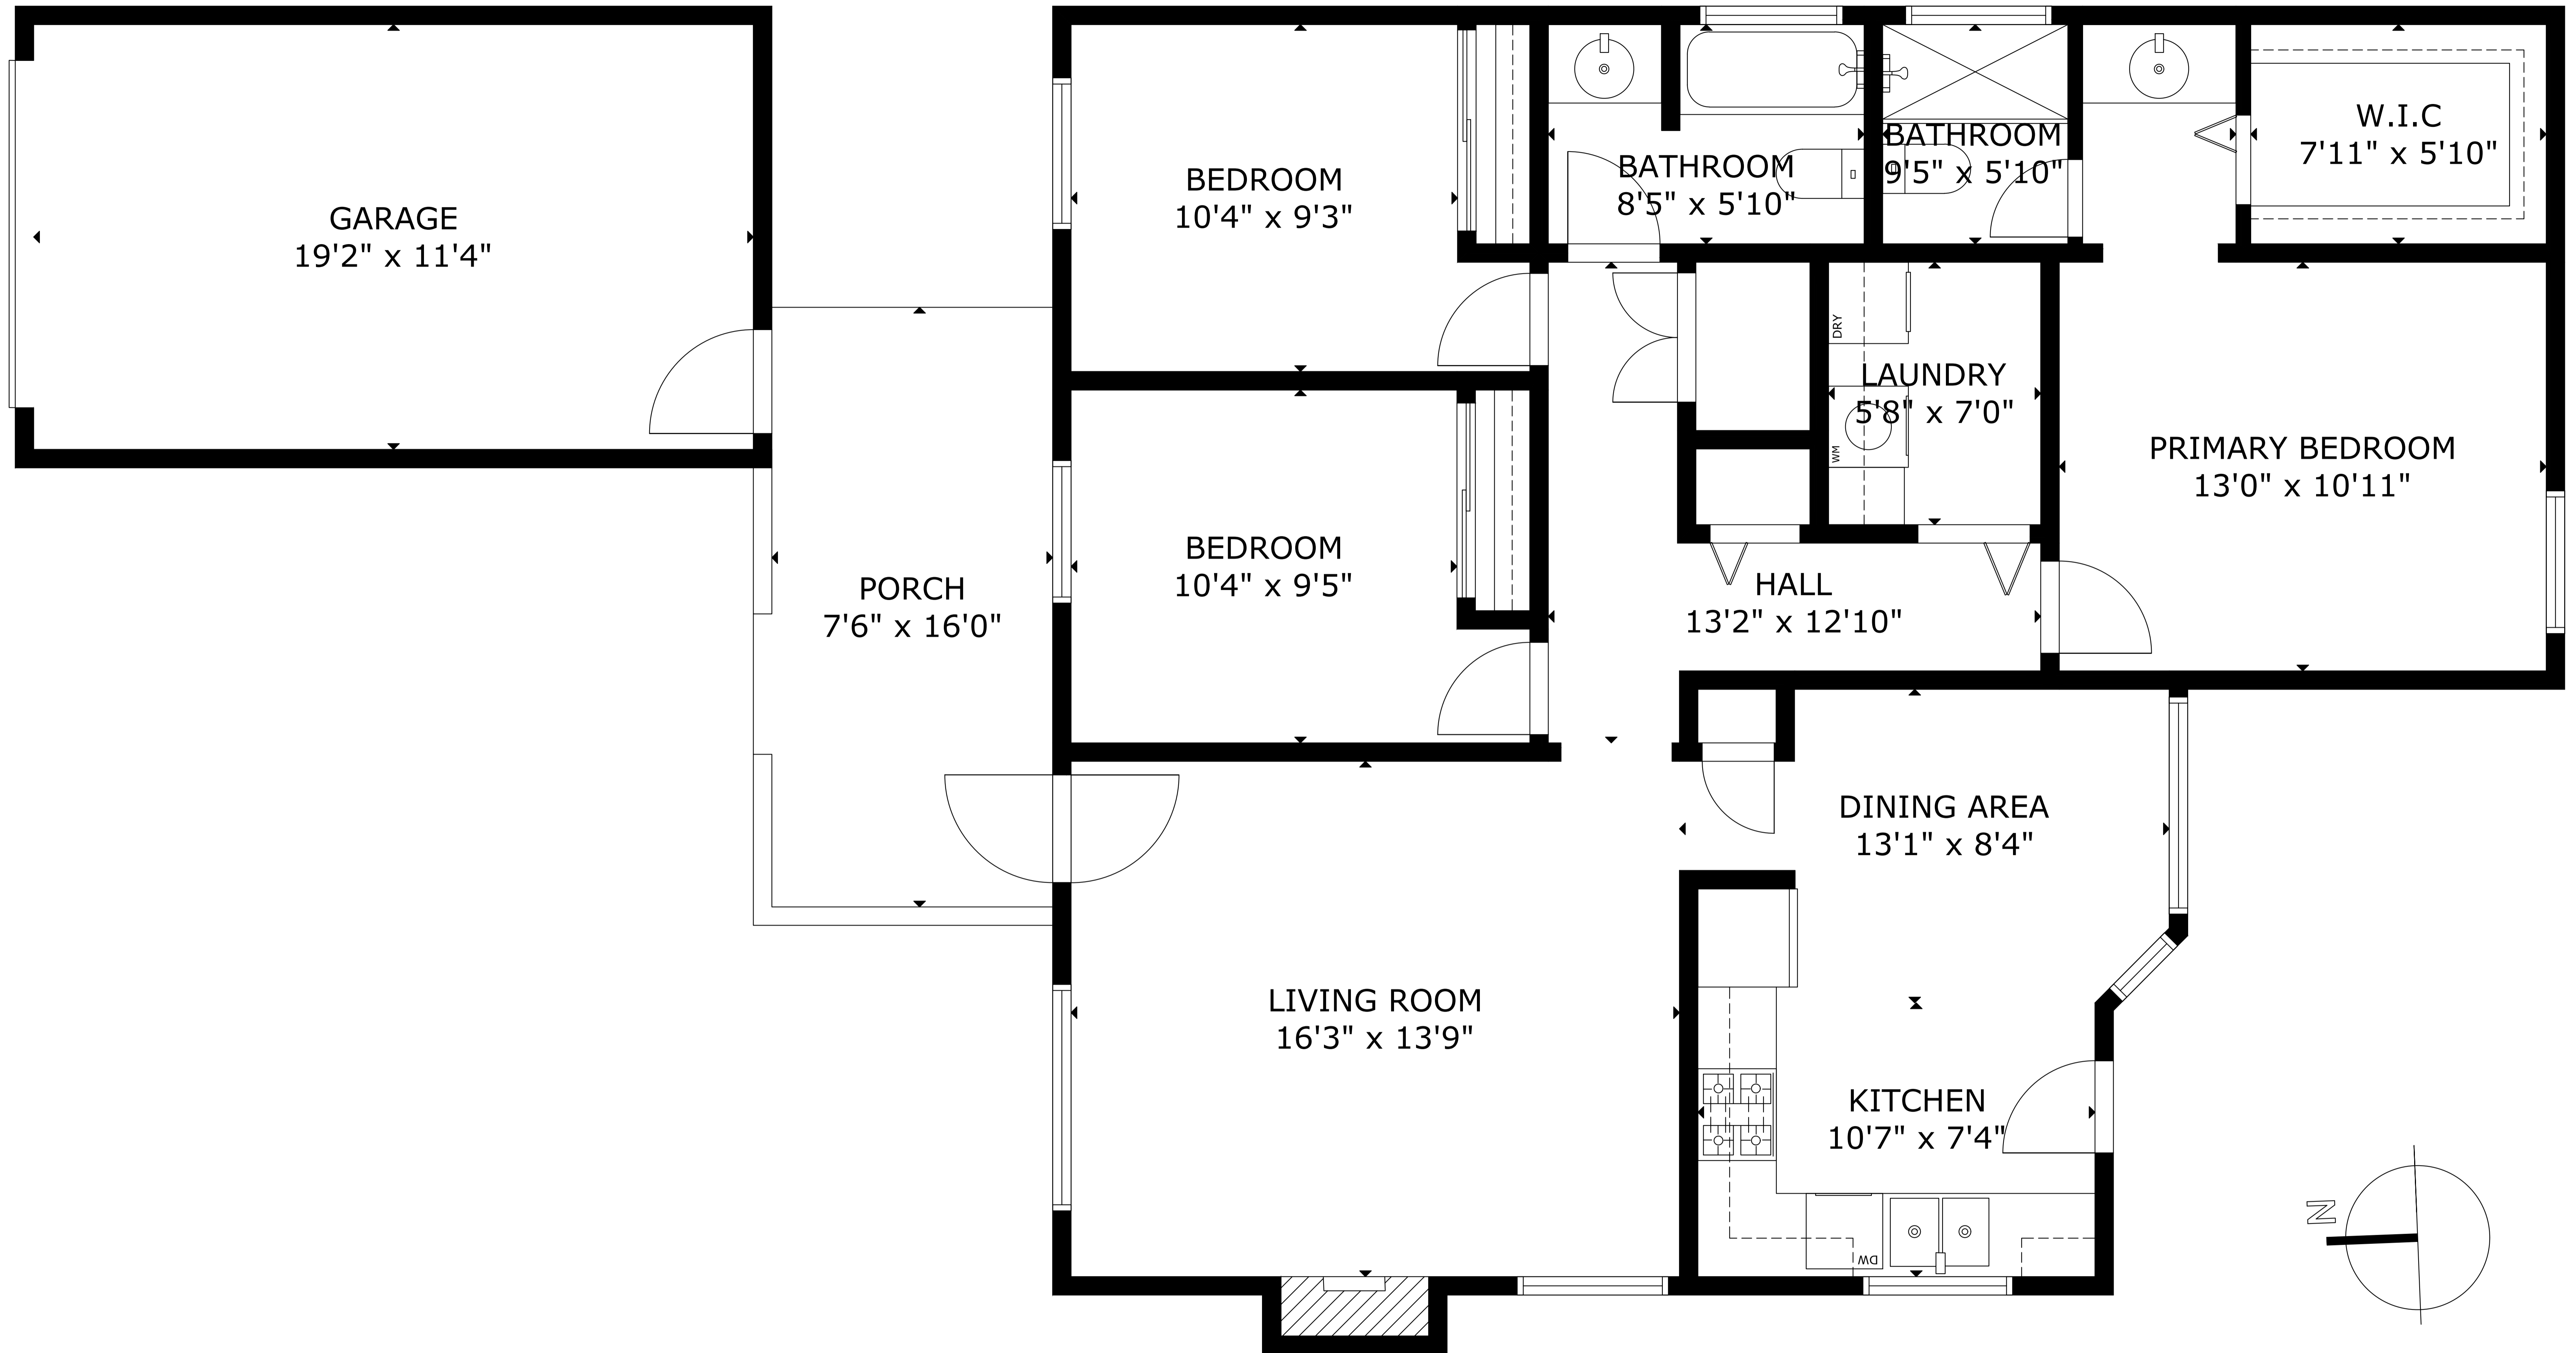 GARAGE
19'2" x 11'4"
BEDROOM
10'4" x 9'3"
BATHROOM
8'5" x 5'10"
BATHROOM
9'5" x 5'10"
W.I.C
7'11" x 5'10"
DRY
LAUNDRY
5'8" x 7'0"
WM
PRIMARY BEDROOM
13'0" x 10'11"
BEDROOM
10'4" x 9'5"
PORCH
7'6" x 16'0"
HALL
13'2" x 12'10"
DINING AREA
13'1" x 8'4"
LIVING ROOM
16'3" x 13'9"
KITCHEN
10'7" x 7'4"
DW
N